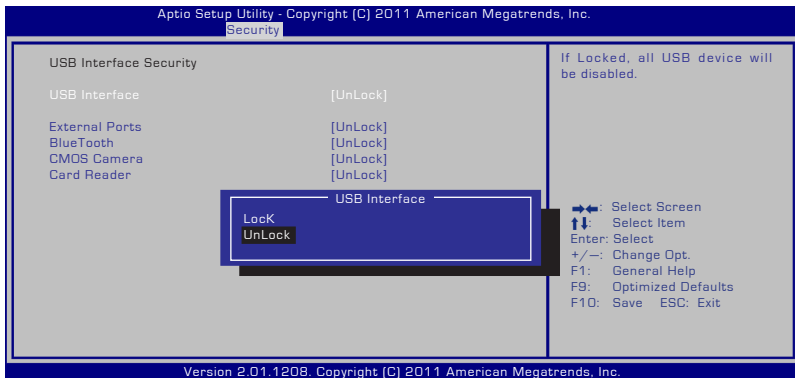 Aptio Setup Utility - Copyright (C) 2011 American Megatrends, Inc.
Security
USB Interface Security
USB Interface [UnLock]
External Ports [UnLock]
BlueTooth [UnLock]
CMOS Camera [UnLock]
Card Reader [UnLock]
USB Interface
LocK
UnLock
If Locked, all USB device will
be disabled.
→←: Select Screen
↑↓: Select Item
Enter: Select
+/—: Change Opt.
F1: General Help
F9: Optimized Defaults
F10: Save ESC: Exit
Version 2.01.1208. Copyright (C) 2011 American Megatrends, Inc.